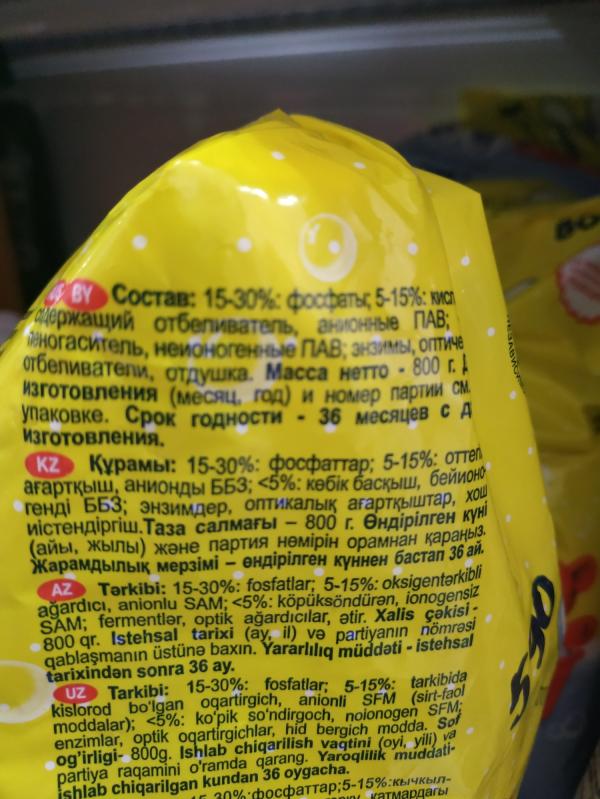 BY Состав: 15-30%: фосфаты; 5-15%: кисл
содержащий отбеливатель, анионные ПАВ;
пеногаситель, неионогенные ПАВ; энзимы, оптиче
отбеливатели, отдушка. Масса нетто - 800 г. Д
изготовления (месяц, год) и номер партии см.
упаковке. Срок годности - 36 месяцев с д
изготовления.
KZ Құрамы: 15-30%: фосфаттар; 5-15%: оттег
ағартқыш, анионды ББЗ; <5%: көбік басқыш, бейионо-
генді ББЗ; энзимдер, оптикалық ағартқыштар, хош
иістендіргіш. Таза салмағы – 800 г. Өндірілген күні
(айы, жылы) және партия нөмірін орамнан қараңыз.
Жарамдылық мерзімі – өндірілген күннен бастап 36 ай.
AZ Tərkibi: 15-30%: fosfatlar; 5-15%: oksigentərkibli
ağardıcı, anionlu SAM; <5%: köpüksöndürən, ionogensiz
SAM; fermentlər, optik ağardıcılar, ətir. Xalis çəkisi -
800 qr. Istehsal tarixi (ay, il) və partiyanın nömrəsi
qablaşmanın üstünə baxın. Yararlılıq müddəti - istehsal
tarixindən sonra 36 ay.
UZ Tarkibi: 15-30%: fosfatlar; 5-15%: tarkibida
kislorod bo'lgan oqartirgich, anionli SFM (sirt-faol
moddalar); <5%: ko'pik so'ndirgoch, noionogen SFM;
enzimlar, optik oqartirgichlar, hid bergich modda. Sof
og'irligi- 800g. Ishlab chiqarilish vaqtini (oyi, yili) va
partiya raqamini o'ramda qarang. Yaroqlilik muddati-
ishlab chiqarilgan kundan 36 oygacha.
15-30%:фосфаттар;5-15%:кычкыл-
катмардагы